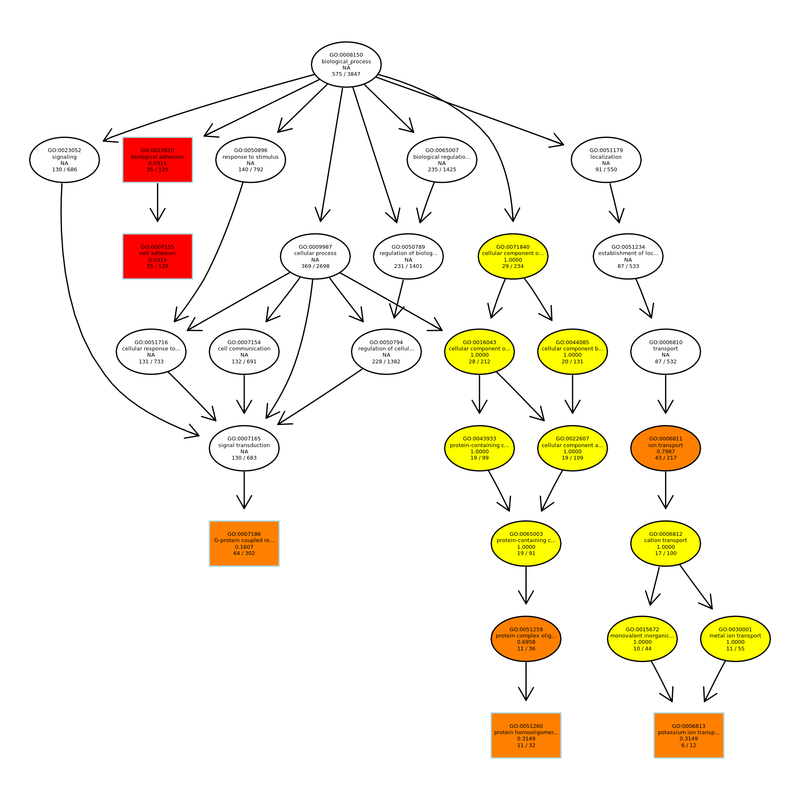 GO:0008150
biological_process
NA
575 / 3847
GO:0023052
signaling
NA
130 / 686
GO:0022610
biological adhesion
0.0314
35 / 125
GO:0050896
response to stimulus
NA
140 / 792
GO:0065007
biological regulatio...
NA
235 / 1425
GO:0051179
localization
NA
91 / 550
GO:0007155
cell adhesion
0.0314
35 / 125
GO:0009987
cellular process
NA
369 / 2698
GO:0050789
regulation of biolog...
NA
231 / 1401
GO:0071840
cellular component o...
1.0000
29 / 234
GO:0051234
establishment of loc...
NA
87 / 533
GO:0051716
cellular response to...
NA
131 / 733
GO:0007154
cell communication
NA
132 / 691
GO:0050794
regulation of cellul...
NA
228 / 1382
GO:0016043
cellular component o...
1.0000
28 / 212
GO:0044085
cellular component b...
1.0000
20 / 131
GO:0006810
transport
NA
87 / 532
GO:0007165
signal transduction
NA
130 / 683
GO:0043933
protein-containing c...
1.0000
19 / 99
GO:0022607
cellular component a...
1.0000
19 / 109
GO:0006811
ion transport
0.7987
43 / 217
GO:0007186
G-protein coupled re...
0.1607
64 / 302
GO:0065003
protein-containing c...
1.0000
19 / 91
GO:0006812
cation transport
1.0000
17 / 100
GO:0051259
protein complex olig...
0.6958
11 / 36
GO:0015672
monovalent inorganic...
1.0000
10 / 44
GO:0030001
metal ion transport
1.0000
11 / 55
GO:0051260
protein homooligomer...
0.3149
11 / 32
GO:0006813
potassium ion transp...
0.3149
6 / 12